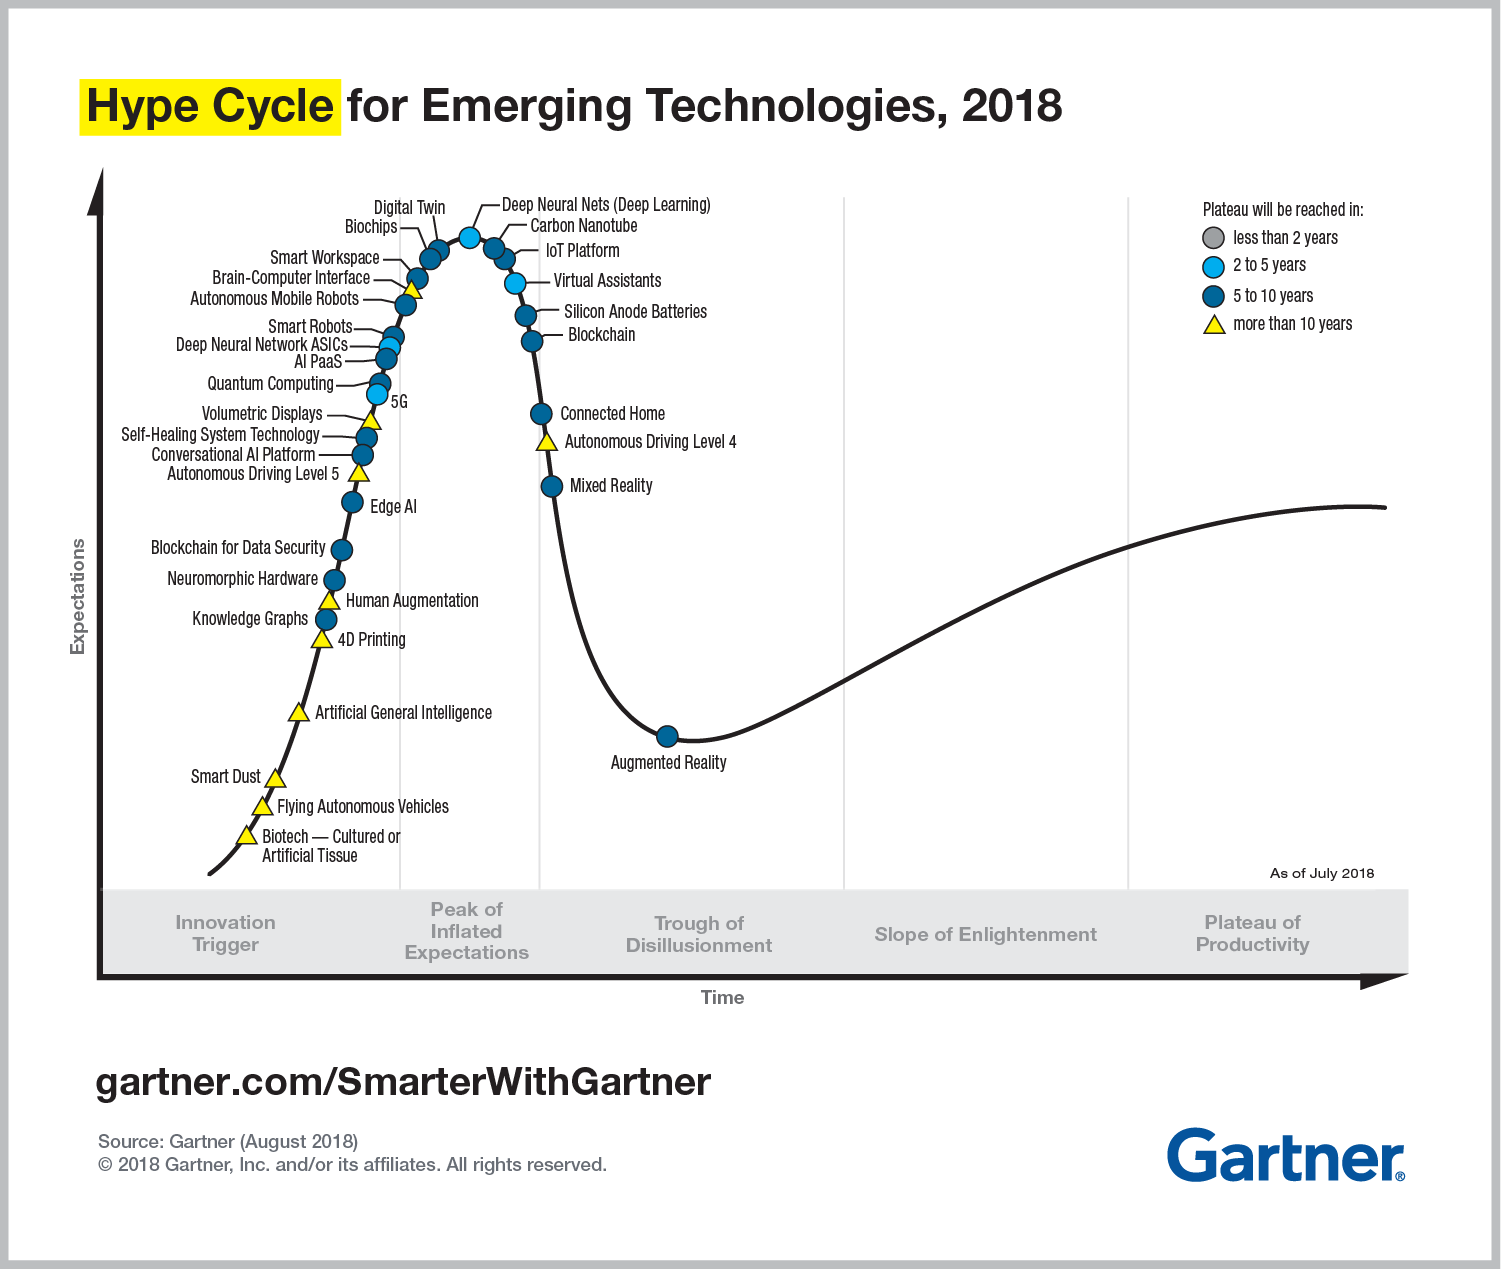 Hype Cycle for Emerging Technologies, 2018
Plateau will be reached in:
less than 2 years
2 to 5 years
5 to 10 years
more than 10 years
Digital Twin
Biochips
Smart Workspace
Brain-Computer Interface
Autonomous Mobile Robots
Smart Robots
Deep Neural Network ASICs
AI PaaS
Quantum Computing
5G
Volumetric Displays
Self-Healing System Technology
Conversational AI Platform
Autonomous Driving Level 5
Edge AI
Blockchain for Data Security
Neuromorphic Hardware
Human Augmentation
Knowledge Graphs
4D Printing
Artificial General Intelligence
Smart Dust
Flying Autonomous Vehicles
Biotech — Cultured or
Artificial Tissue
Deep Neural Nets (Deep Learning)
Carbon Nanotube
IoT Platform
Virtual Assistants
Silicon Anode Batteries
Blockchain
Connected Home
Autonomous Driving Level 4
Mixed Reality
Augmented Reality
Expectations
As of July 2018
Innovation
Trigger
Peak of
Inflated
Expectations
Trough of
Disillusionment
Slope of Enlightenment
Plateau of
Productivity
Time
gartner.com/SmarterWithGartner
Source: Gartner (August 2018)
© 2018 Gartner, Inc. and/or its affiliates. All rights reserved.
Gartner®